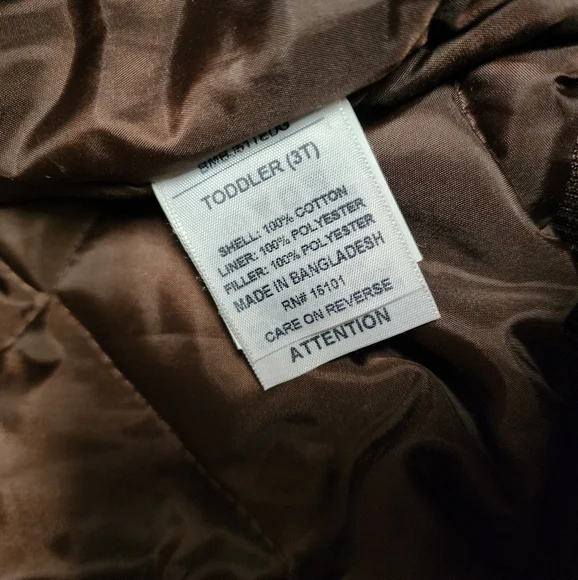 TODDLER (3T)
SHELL: 100% COTTON
LINER: 100% POLYESTER
FILLER: 100% POLYESTER
MADE IN BANGLADESH
RN# 16101
CARE ON REVERSE
ATTENTION